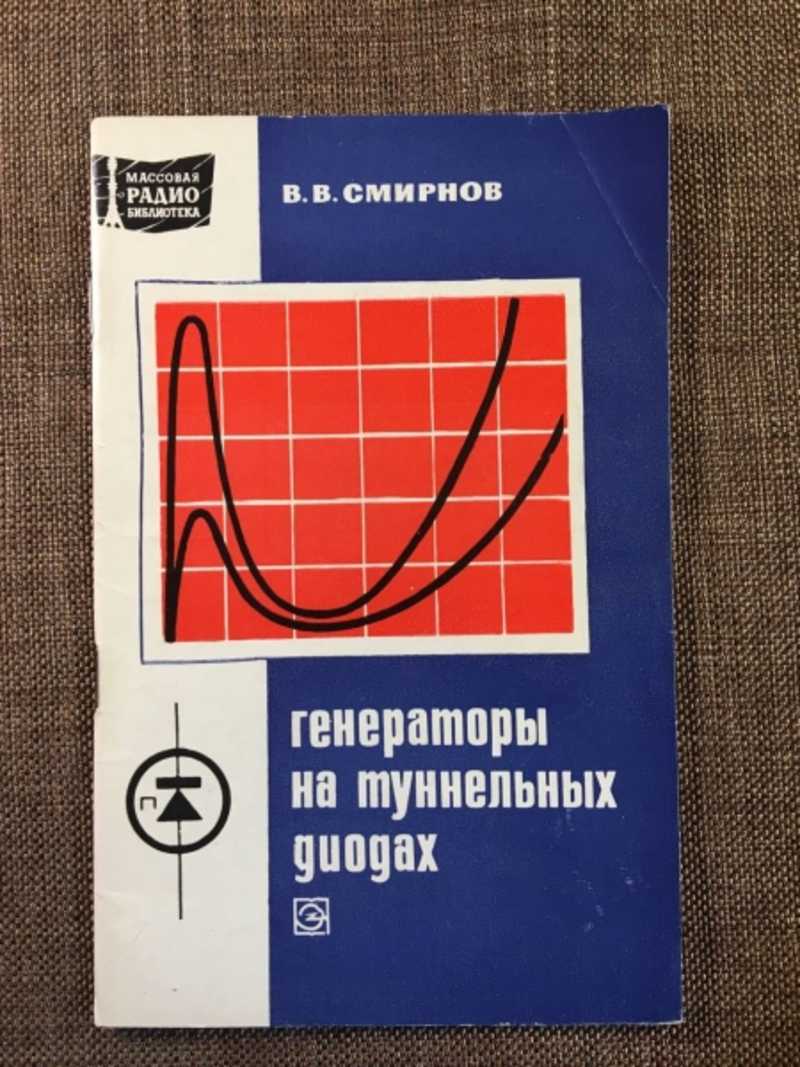 МАССОВАЯ
РАДИО
БИБЛИОТЕКА
В.В.СМИРНОВ
П
генераторы
на туннельных
диодах